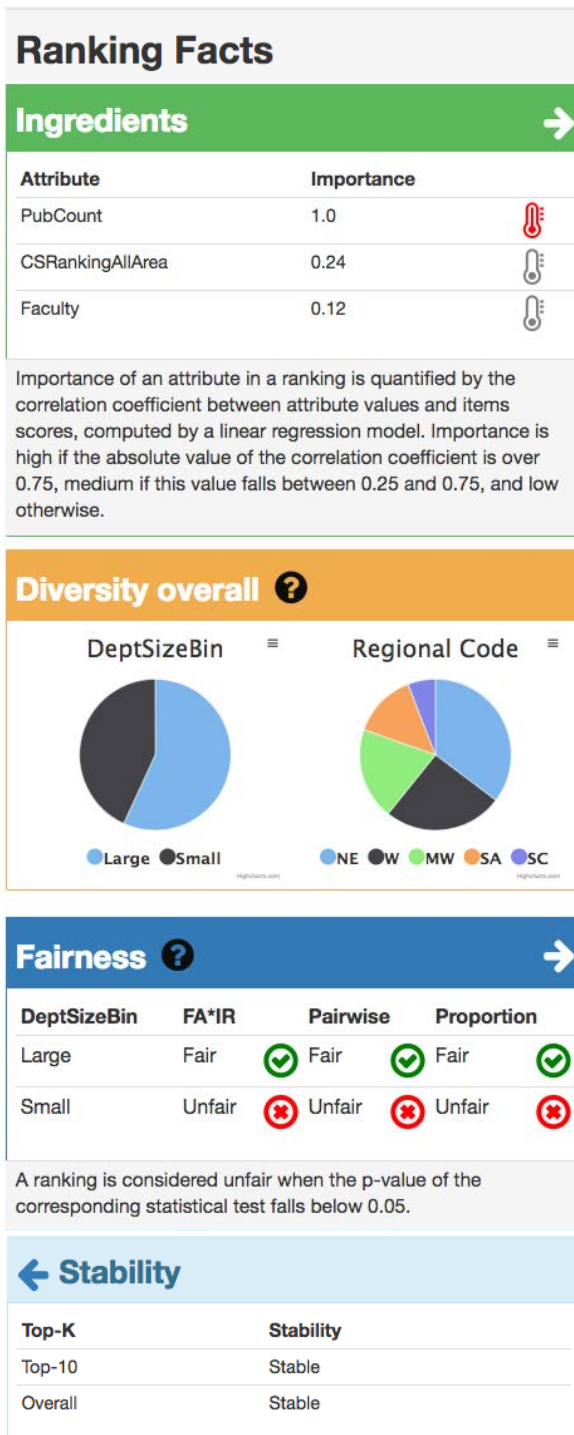 Ranking Facts
Ingredients
Attribute Importance
PubCount 1.0
CSRankingAllArea 0.24
Faculty 0.12
Importance of an attribute in a ranking is quantified by the
correlation coefficient between attribute values and items
scores, computed by a linear regression model. Importance is
high if the absolute value of the correlation coefficient is over
0.75, medium if this value falls between 0.25 and 0.75, and low
otherwise.
Diversity overall ?
DeptSizeBin
Large Small
Highcharts.com
Regional Code
NE W MW SA SC
Highcharts.com
Fairness ?
DeptSizeBin FA*IR Pairwise Proportion
Large Fair Fair Fair
Small Unfair Unfair Unfair
A ranking is considered unfair when the p-value of the
corresponding statistical test falls below 0.05.
Stability
Top-K Stability
Top-10 Stable
Overall Stable